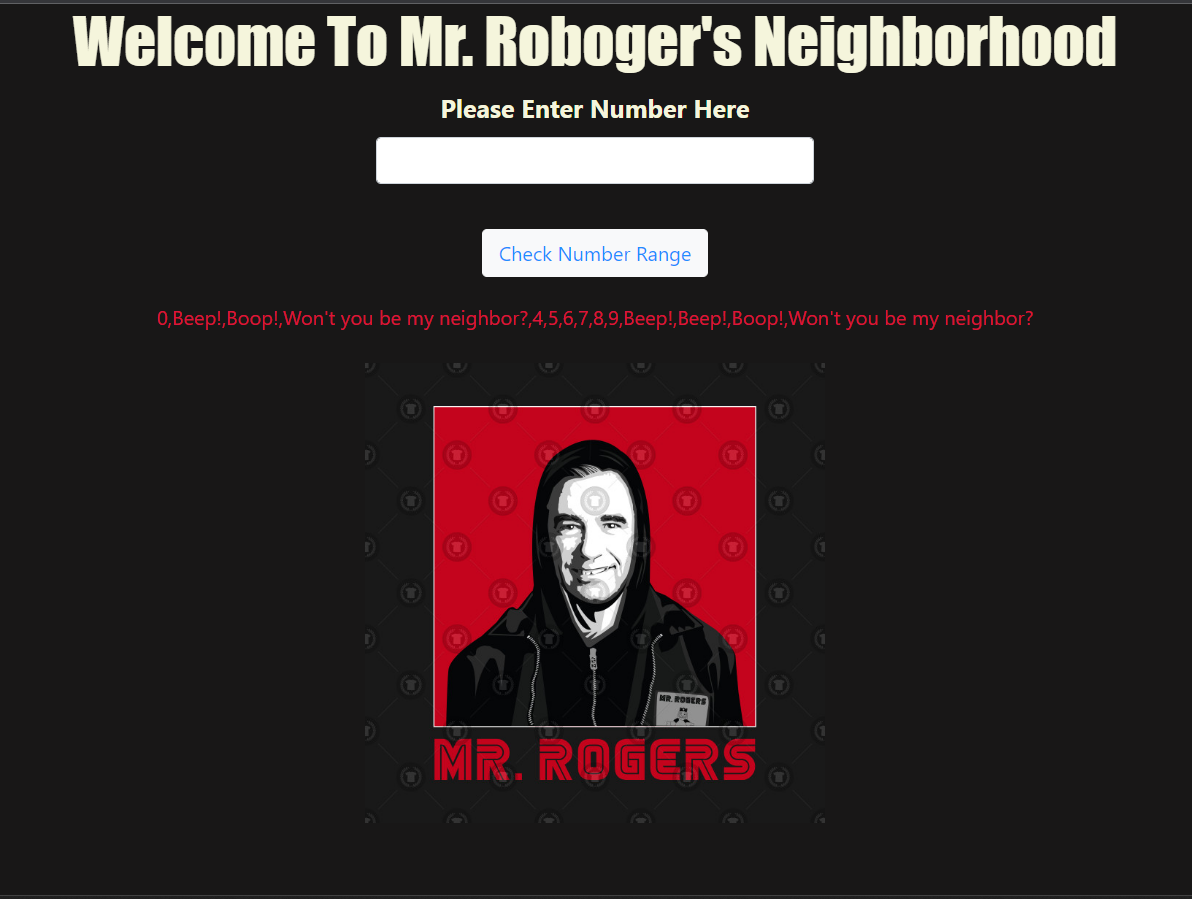 Welcome To Mr. Roboger's Neighborhood
Please Enter Number Here
Check Number Range
0,Beep!,Boop!,Won't you be my neighbor?,4,5,6,7,8,9,Beep!,Beep!,Boop!,Won't you be my neighbor?
MR. ROGERS
MR. ROGERS